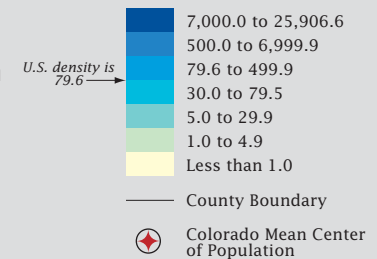 7,000.0 to 25,906.6
500.0 to 6,999.9
U.S. density is
79.6
79.6 to 499.9
30.0 to 79.5
5.0 to 29.9
1.0 to 4.9
Less than 1.0
County Boundary
Colorado Mean Center
of Population